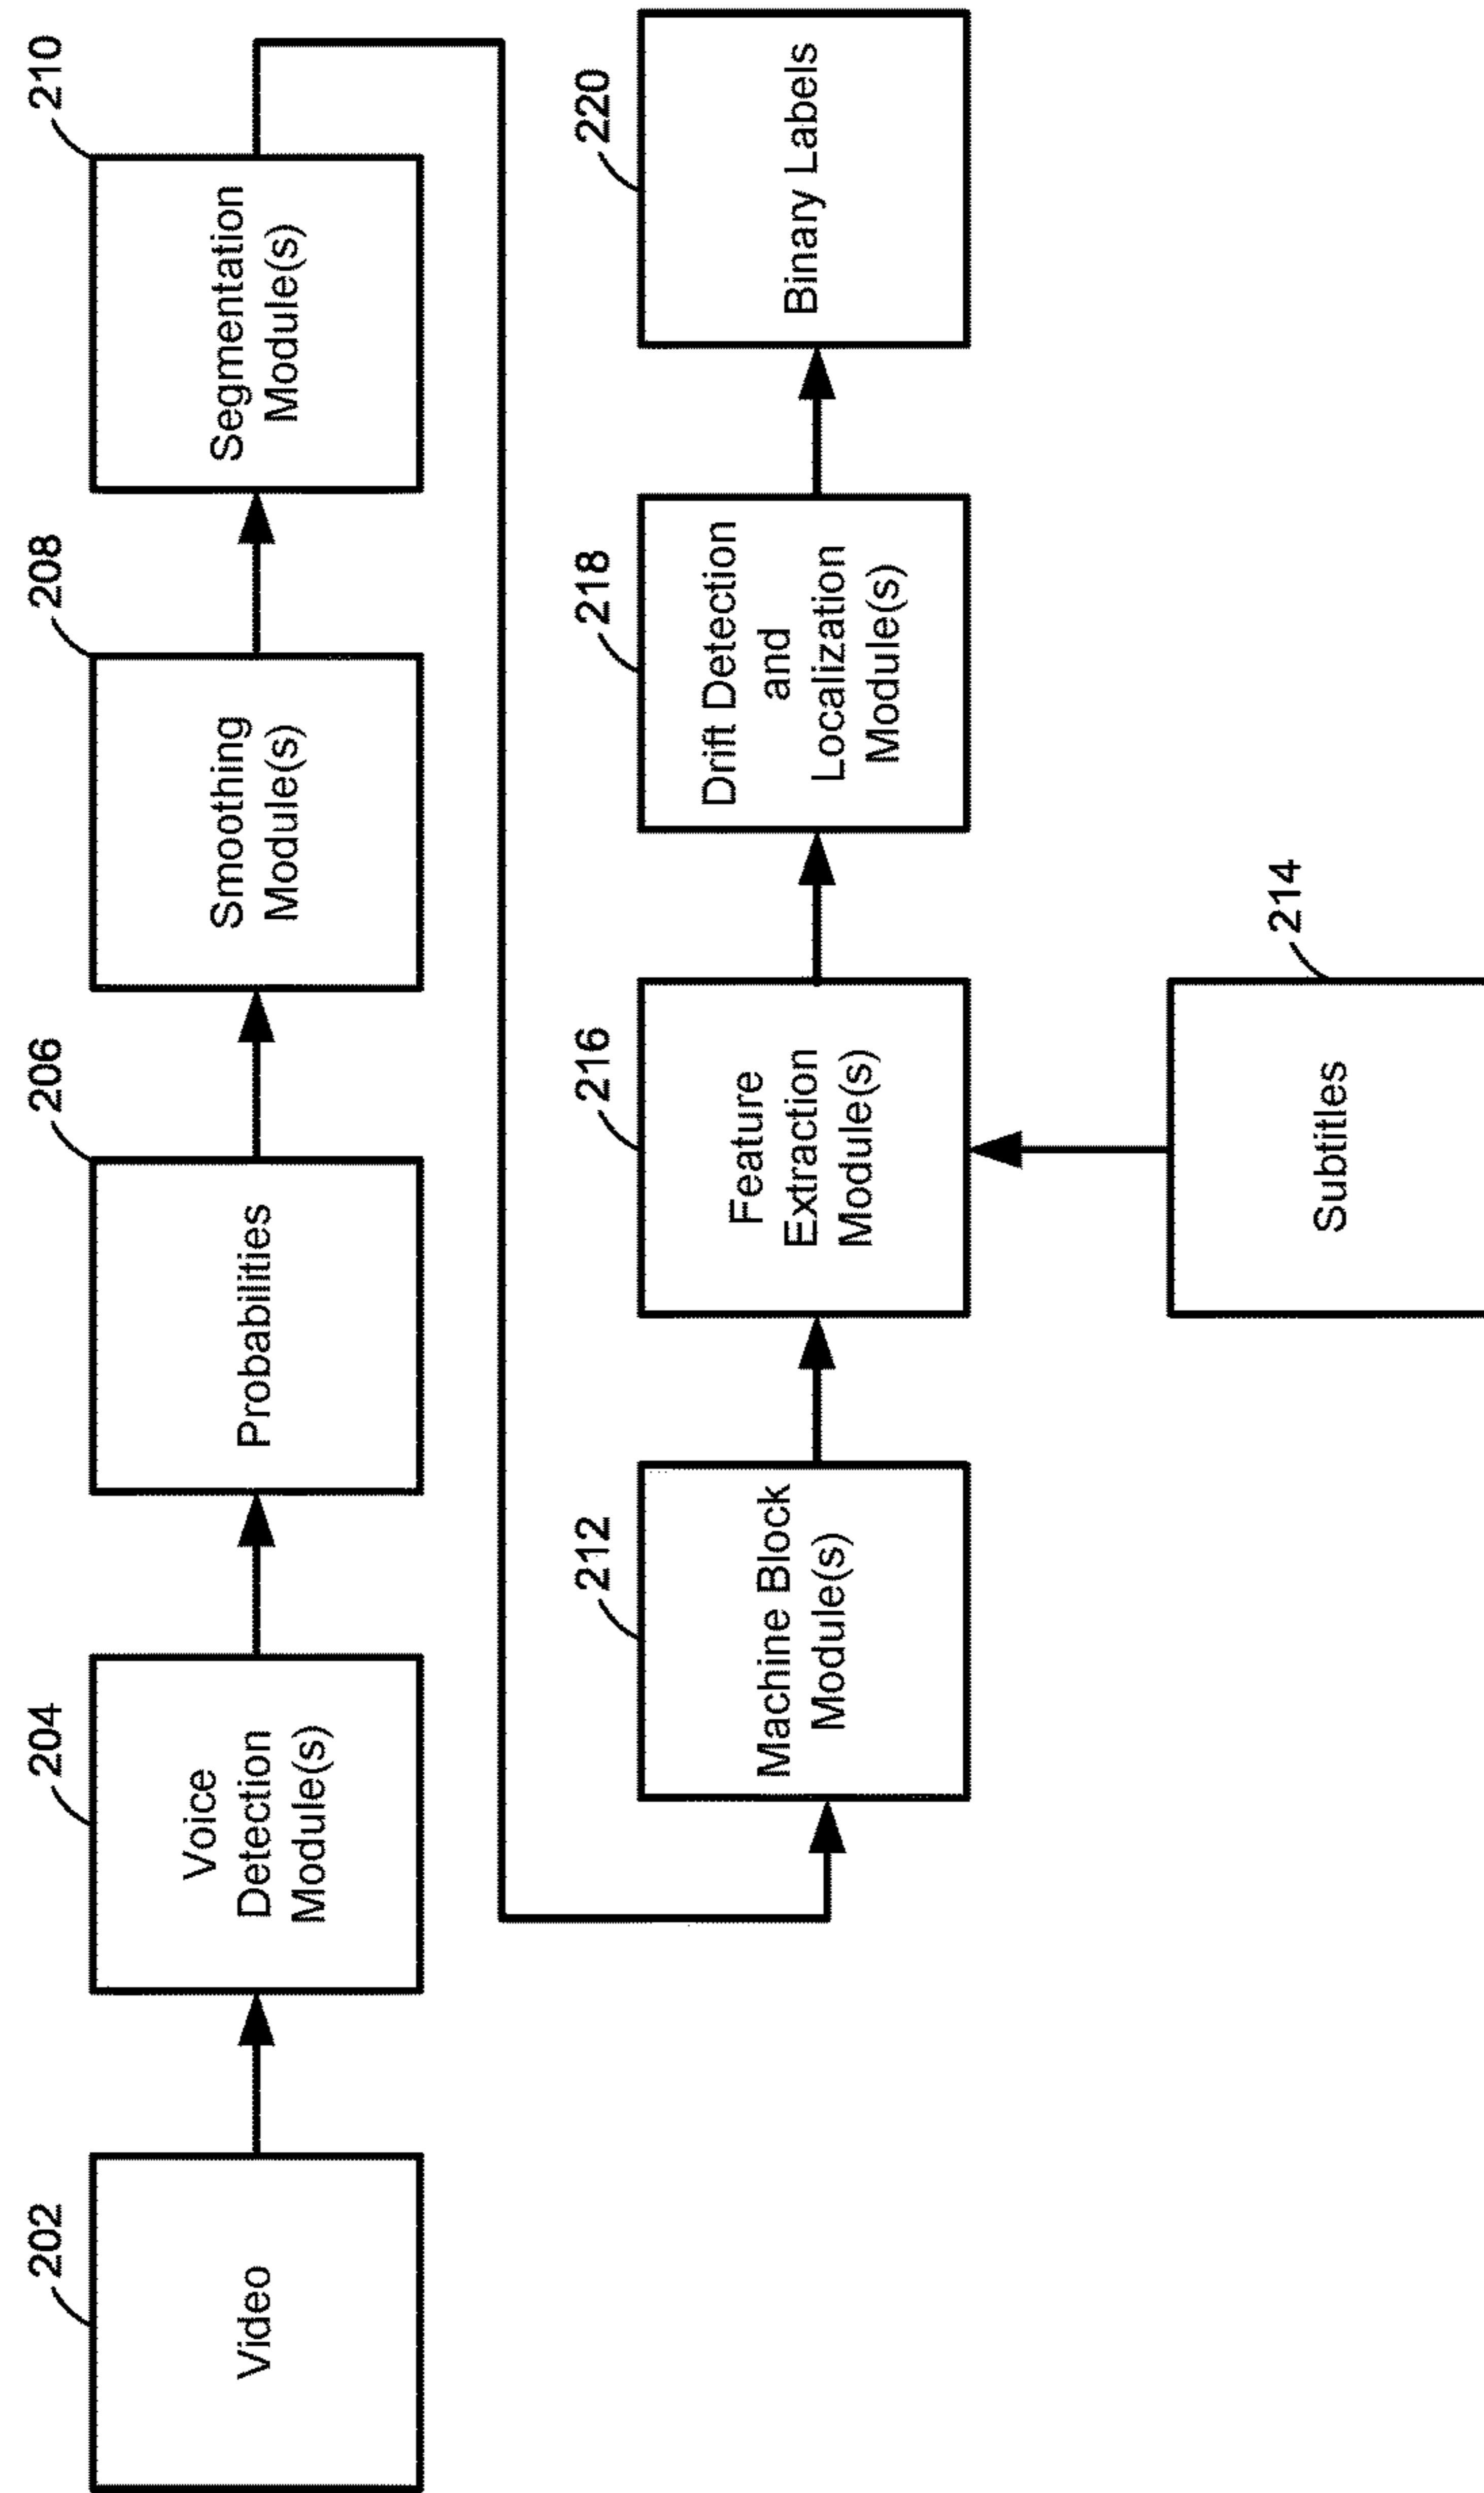 202
Video
204
Voice
Detection
Module(s)
206
Probabilities
208
Smoothing
Module(s)
210
Segmentation
Module(s)
212
Machine Block
Module(s)
216
Feature
Extraction
Module(s)
218
Drift Detection
and
Localization
Module(s)
220
Binary Labels
214
Subtitles